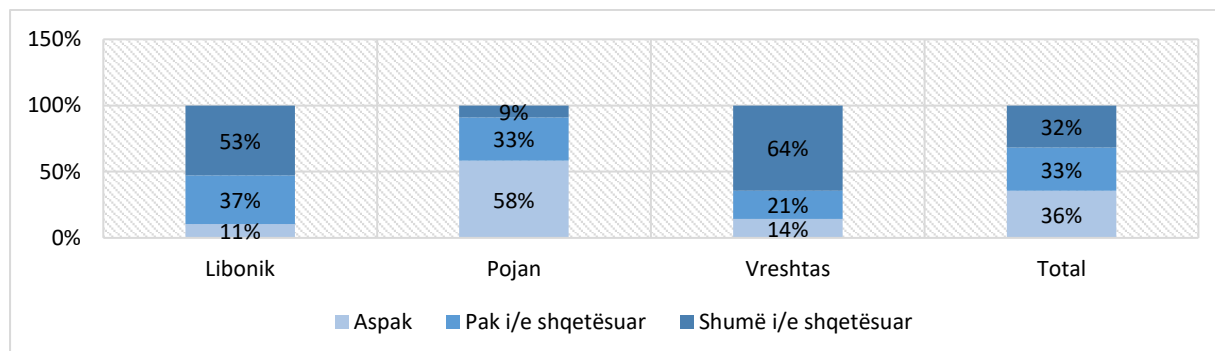 150%
100%
50%
0%
53% 9% 64% 32%
37% 33% 21% 33%
11% 58% 14% 36%
Libonik Pojan Vreshtas Total
Aspak Pak i/e shqetësuar Shumë i/e shqetësuar